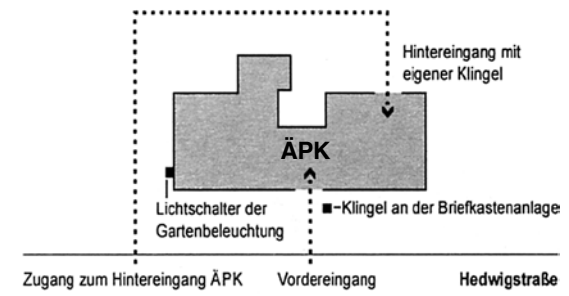 Hintereingang mit
eigener Klingel
ÄPK
Lichtschalter der
Gartenbeleuchtung
Klingel an der Briefkastenanlage
Zugang zum Hintereingang ÄPK
Vordereingang
Hedwigstraße